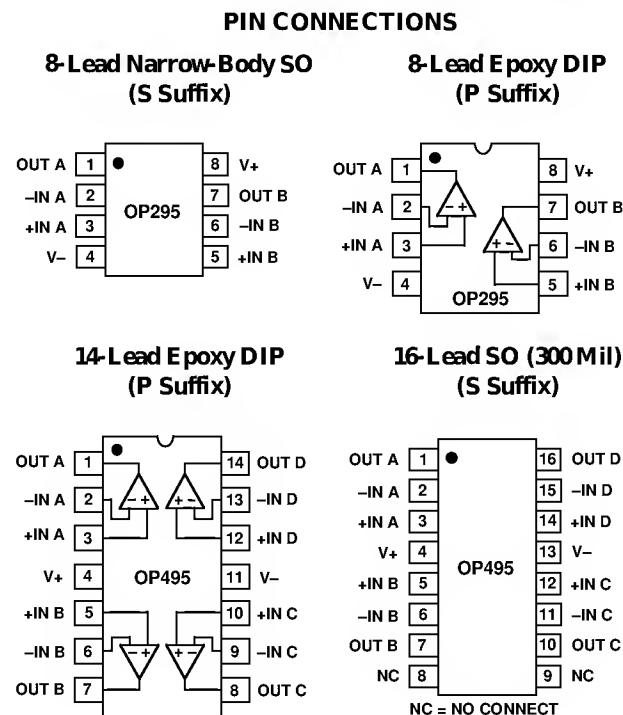 PIN CONNECTIONS
8-Lead Narrow-Body SO
(S Suffix)
OUT A 1 8 V+
–IN A 2 7 OUT B
+IN A 3 6 –IN B
V– 4 5 +IN B
OP295
8-Lead Epoxy DIP
(P Suffix)
OUT A 1 8 V+
–IN A 2 – + 7 OUT B
+IN A 3 + – 6 –IN B
V– 4 5 +IN B
OP295
14-Lead Epoxy DIP
(P Suffix)
OUT A 1 14 OUT D
–IN A 2 – + + – 13 –IN D
+IN A 3 12 +IN D
V+ 4 OP495 11 V–
+IN B 5 10 +IN C
–IN B 6 – + + – 9 –IN C
OUT B 7 8 OUT C
16-Lead SO (300 Mil)
(S Suffix)
OUT A 1 16 OUT D
–IN A 2 15 –IN D
+IN A 3 14 +IN D
V+ 4 13 V–
OP495
+IN B 5 12 +IN C
–IN B 6 11 –IN C
OUT B 7 10 OUT C
NC 8 9 NC
NC = NO CONNECT